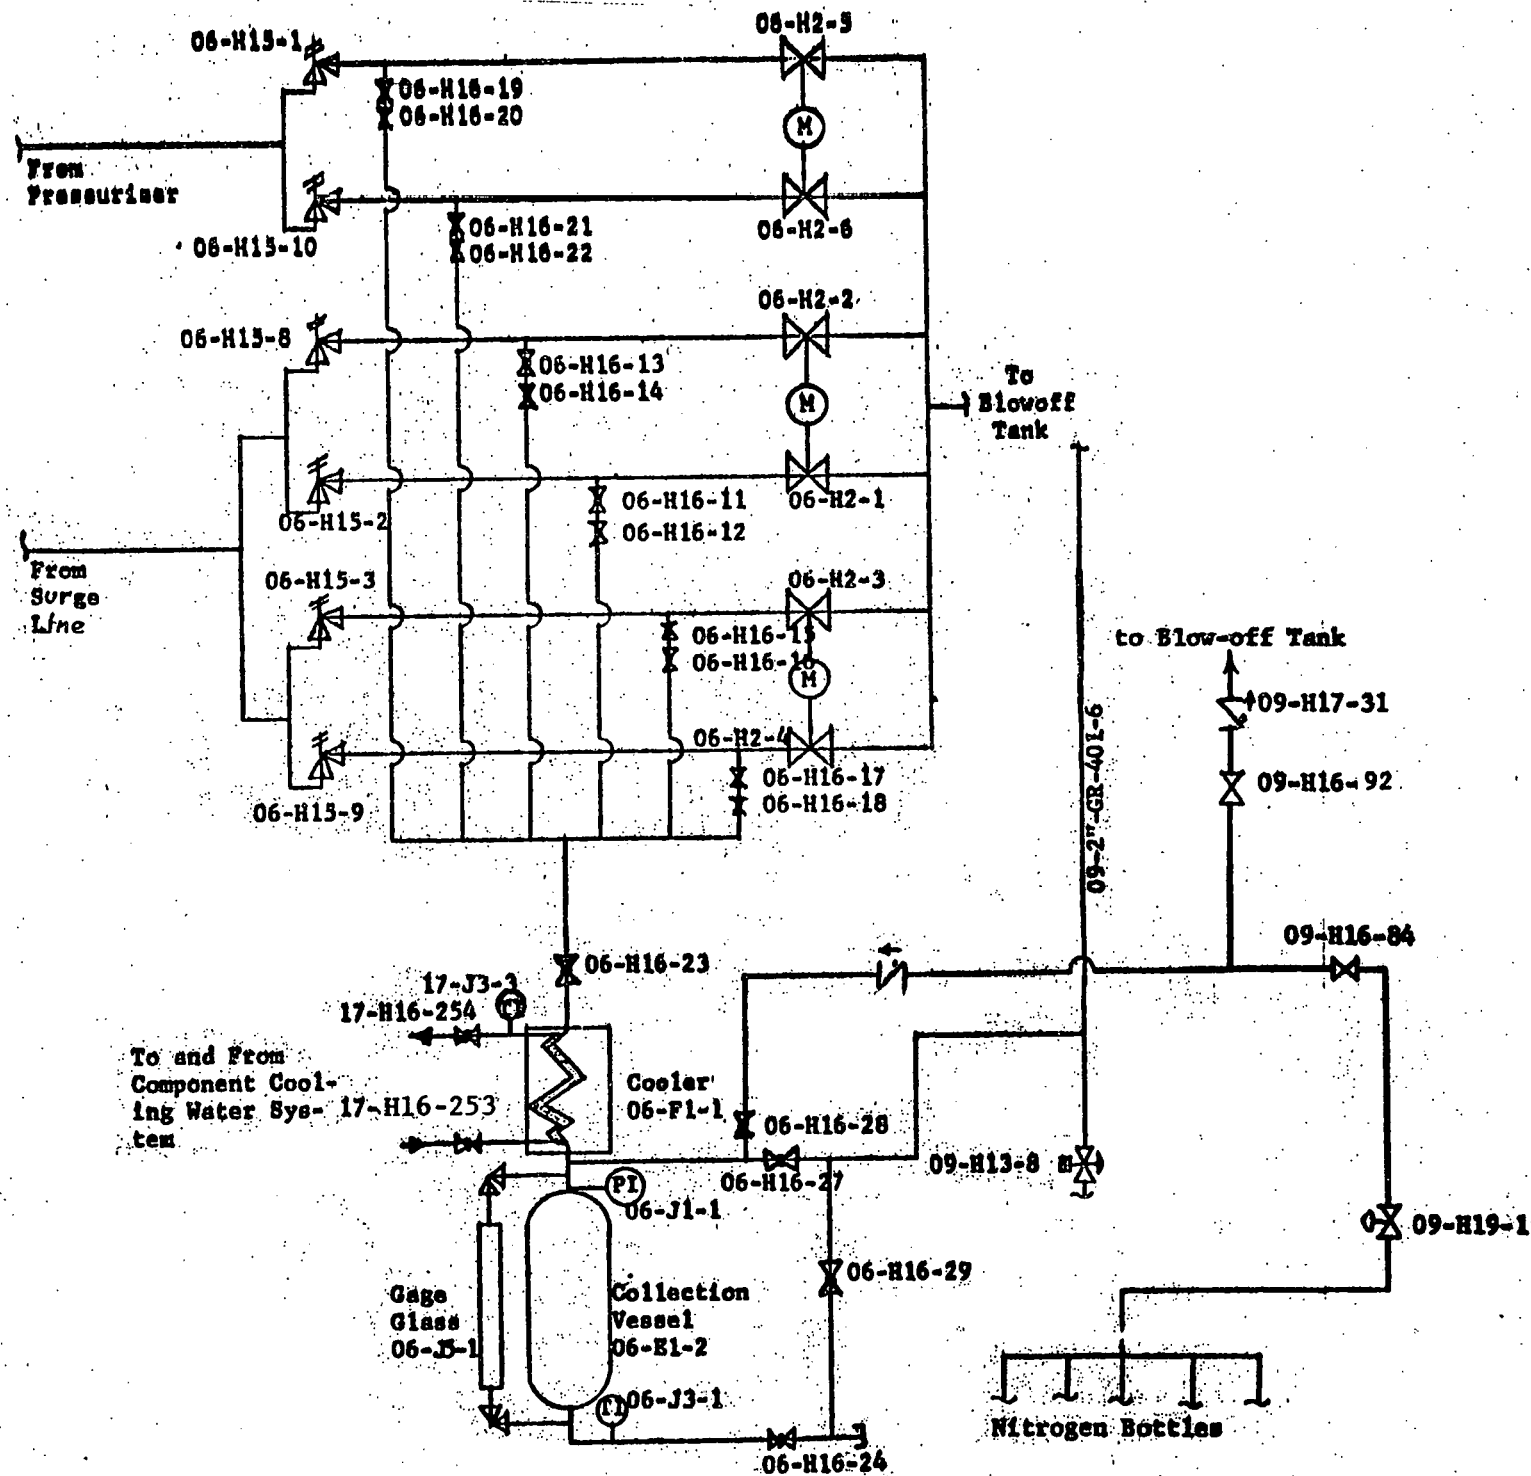 06-H2-5
06-H15-1
06-H16-19
06-H16-20
M
From
Pressurizer
06-H15-10
06-H16-21
06-H16-22
06-H2-6
06-H2-2
06-H15-8
06-H16-13
06-H16-14
M
To
Blowoff
Tank
06-H15-2
06-H16-11
06-H16-12
06-H2-1
From
Surge
Line
06-H15-3
06-H2-3
06-H16-15
06-H16-16
M
to Blow-off Tank
09-H17-31
06-H2-4
06-H16-17
06-H16-18
09-H16-92
06-H15-9
09-2"-GR-401-6
09-H16-84
06-H16-23
17-J3-3
17-H16-254
To and From
Component Cool-
ing Water Sys-
tem
17-H16-253
Cooler
06-F1-1
06-H16-28
06-H16-27
09-H13-8
PI
06-J1-1
09-H19-1
06-H16-29
Gage
Glass
06-J5-1
Collection
Vessel
06-E1-2
TI
06-J3-1
Nitrogen Bottles
06-H16-24